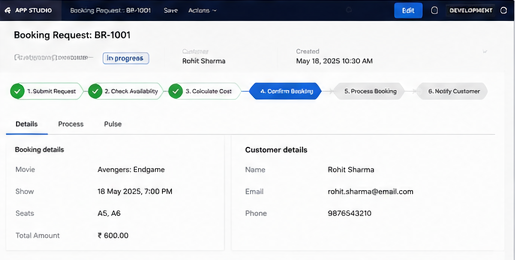 APP STUDIO Booking Request: BR-1001 Save Actions Edit DEVELOPMENT
Booking Request: BR-1001
in progress
Customer
Rohit Sharma
Created
May 18, 2025 10:30 AM
1. Submit Request 2. Check Availability 3. Calculate Cost 4. Confirm Booking 5. Process Booking 6. Notify Customer
Details Process Pulse
Booking details
Movie Avengers: Endgame
Show 18 May 2025, 7:00 PM
Seats A5, A6
Total Amount ₹ 600.00
Customer details
Name Rohit Sharma
Email rohit.sharma@email.com
Phone 9876543210